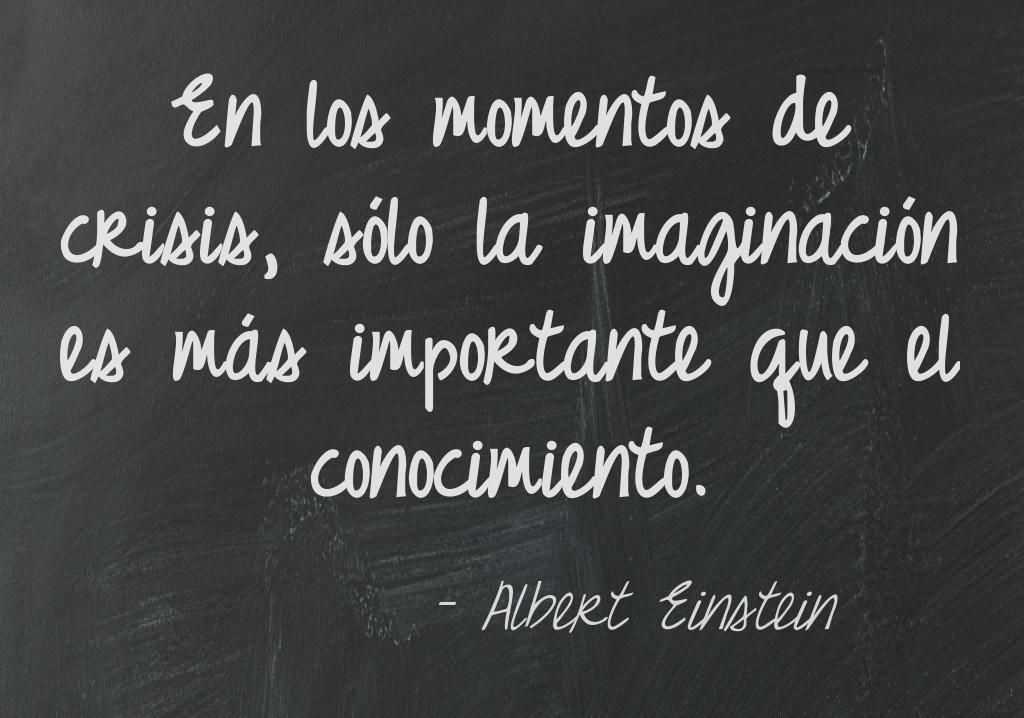 En los momentos de
crisis, sólo la imaginación
es más importante que el
conocimiento.
- Albert Einstein